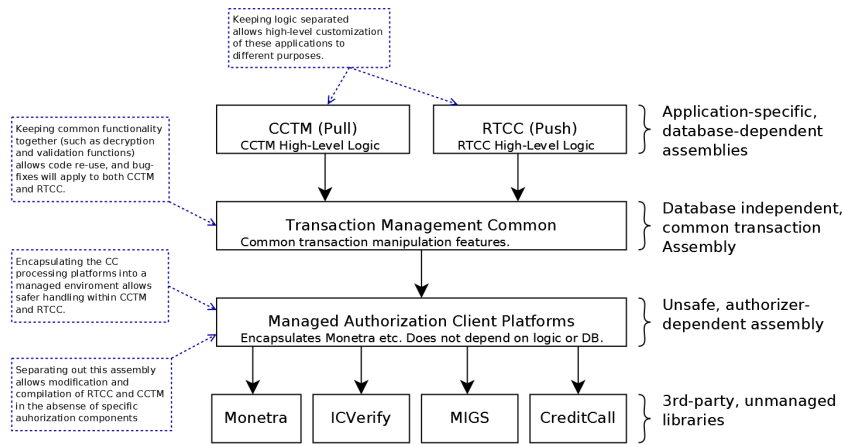 Keeping logic separated
allows high-level customization
of these applications to
different purposes.
CCTM (Pull)
CCTM High-Level Logic
RTCC (Push)
RTCC High-Level Logic
Application-specific,
database-dependent
assemblies
Keeping common functionality
together (such as decryption
and validation functions)
allows code re-use, and bug-
fixes will apply to both CCTM
and RTCC.
Transaction Management Common
Common transaction manipulation features.
Database independent,
common transaction
Assembly
Encapsulating the CC
processing platforms into a
managed enviroment allows
safer handling within CCTM
and RTCC.
Managed Authorization Client Platforms
Encapsulates Monetra etc. Does not depend on logic or DB.
Unsafe, authorizer-
dependent assembly
Separating out this assembly
allows modification and
compilation of RTCC and CCTM
in the absense of specific
auhorization components
Monetra
ICVerify
MIGS
CreditCall
3rd-party, unmanaged
libraries